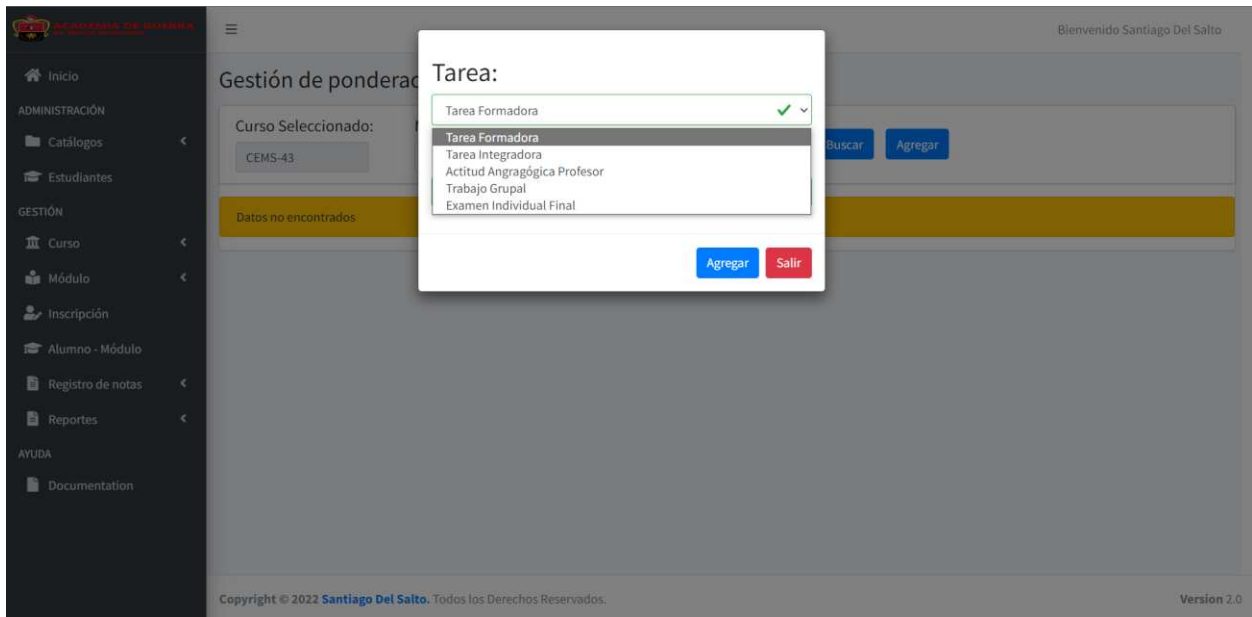 ACADEMIA DE GUERRA
Bienvenido Santiago Del Salto
Inicio
ADMINISTRACIÓN
Catálogos
Estudiantes
GESTIÓN
Curso
Módulo
Inscripción
Alumno - Módulo
Registro de notas
Reportes
AYUDA
Documentation
Gestión de ponderac
Curso Seleccionado:
CEMS-43
Buscar
Agregar
Datos no encontrados
Tarea:
Tarea Formadora
Tarea Formadora
Tarea Integradora
Actitud Angragógica Profesor
Trabajo Grupal
Examen Individual Final
Agregar
Salir
Copyright © 2022 Santiago Del Salto. Todos los Derechos Reservados.
Version 2.0